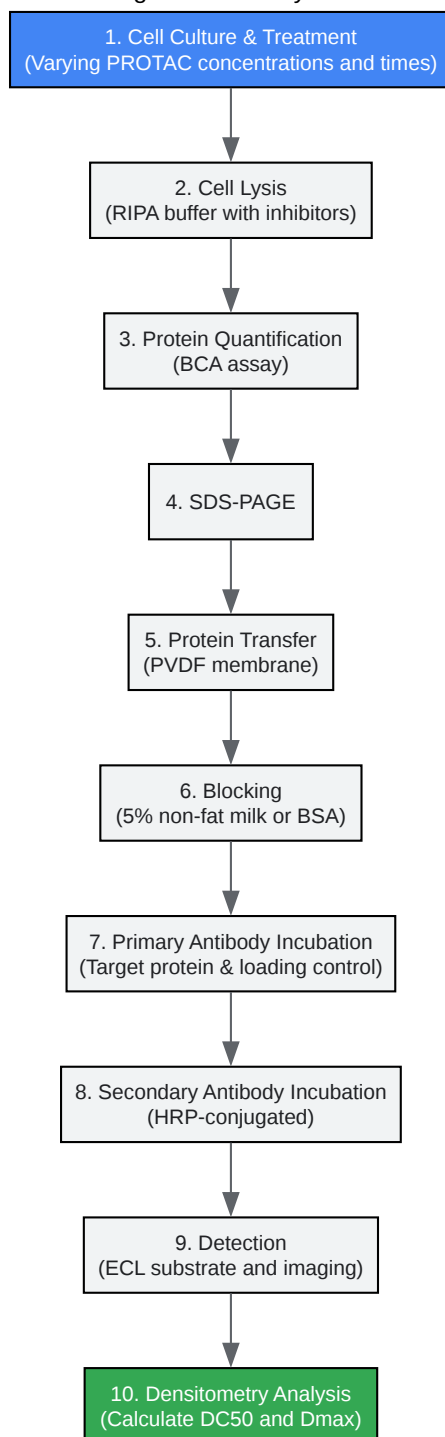 1. Cell Culture & Treatment
(Varying PROTAC concentrations and times)
2. Cell Lysis
(RIPA buffer with inhibitors)
3. Protein Quantification
(BCA assay)
4. SDS-PAGE
5. Protein Transfer
(PVDF membrane)
6. Blocking
(5% non-fat milk or BSA)
7. Primary Antibody Incubation
(Target protein & loading control)
8. Secondary Antibody Incubation
(HRP-conjugated)
9. Detection
(ECL substrate and imaging)
10. Densitometry Analysis
(Calculate DC50 and Dmax)